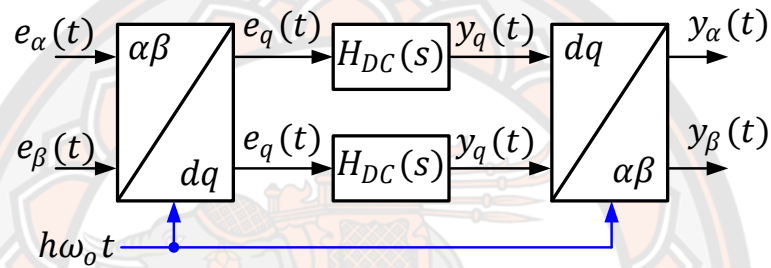 e_α(t) αβ e_q(t) H_DC(s) y_q(t) dq y_α(t)
e_β(t) dq e_q(t) H_DC(s) y_q(t) αβ y_β(t)
hω_o t